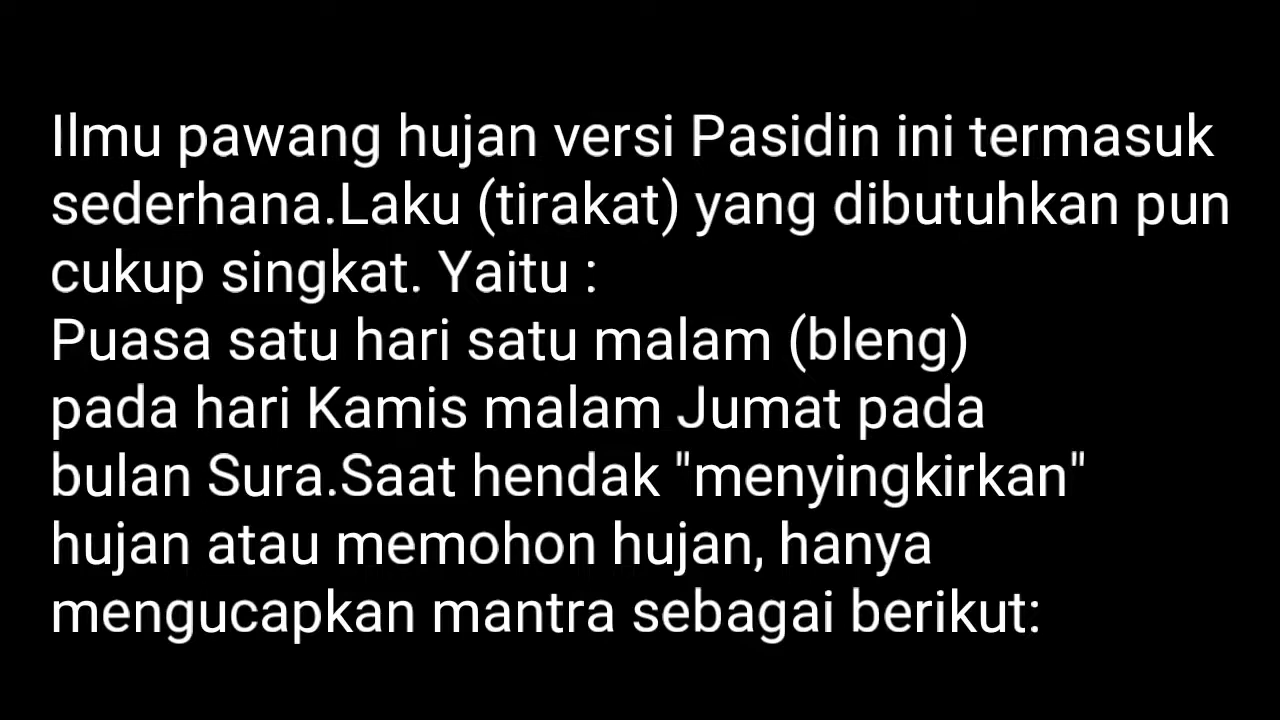 Ilmu pawang hujan versi Pasidin ini termasuk
sederhana.Laku (tirakat) yang dibutuhkan pun
cukup singkat. Yaitu :
Puasa satu hari satu malam (bleng)
pada hari Kamis malam Jumat pada
bulan Sura.Saat hendak "menyingkirkan"
hujan atau memohon hujan, hanya
mengucapkan mantra sebagai berikut: